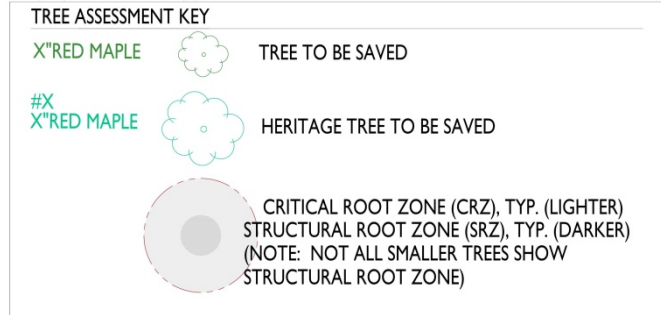 TREE ASSESSMENT KEY
X"RED MAPLE
TREE TO BE SAVED
#X
X"RED MAPLE
HERITAGE TREE TO BE SAVED
CRITICAL ROOT ZONE (CRZ), TYP. (LIGHTER)
STRUCTURAL ROOT ZONE (SRZ), TYP. (DARKER)
(NOTE: NOT ALL SMALLER TREES SHOW
STRUCTURAL ROOT ZONE)